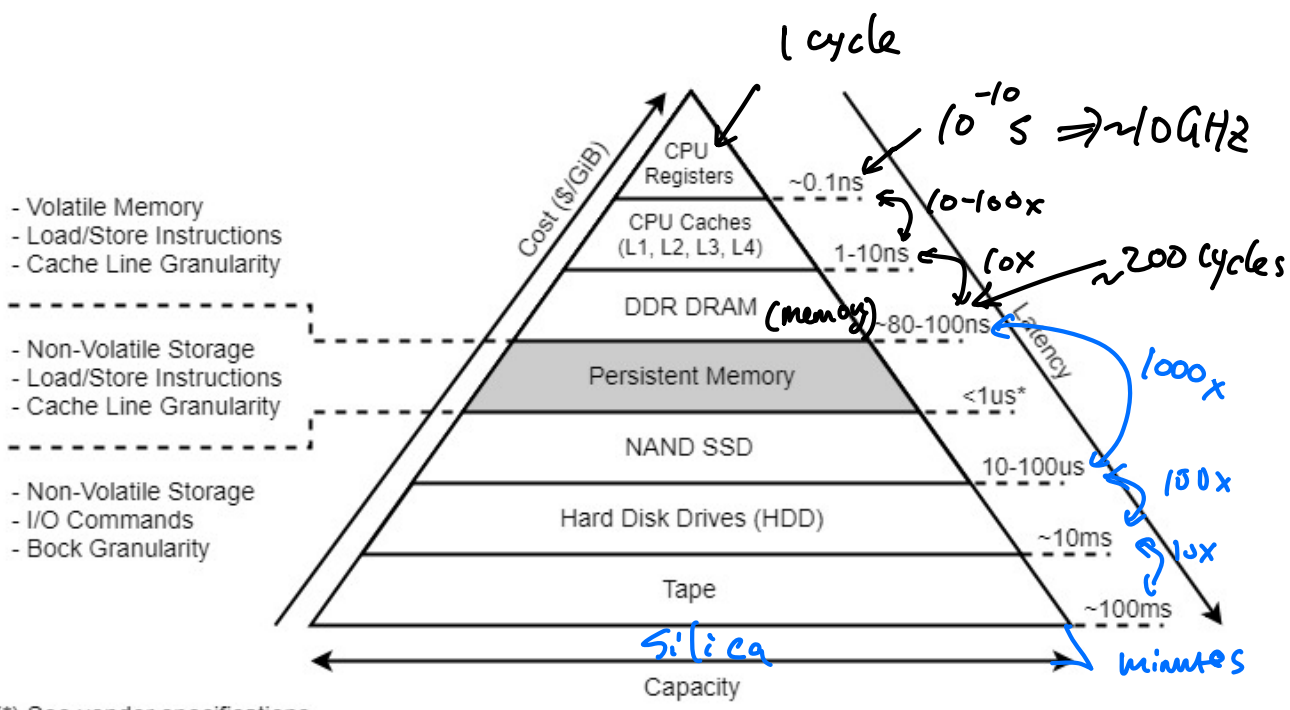 1 cycle
10^-10 s ⇒ ~10GHz
Cost ($/GiB)
CPU
Registers
~0.1ns
10-100x
- Volatile Memory
- Load/Store Instructions
- Cache Line Granularity
CPU Caches
(L1, L2, L3, L4)
1-10ns
10x
~200 cycles
DDR DRAM
(memory)
~80-100ns
Latency
1000x
- Non-Volatile Storage
- Load/Store Instructions
- Cache Line Granularity
Persistent Memory
<1us*
NAND SSD
10-100us
100x
- Non-Volatile Storage
- I/O Commands
- Bock Granularity
Hard Disk Drives (HDD)
~10ms
10x
Tape
~100ms
Silica
minutes
Capacity